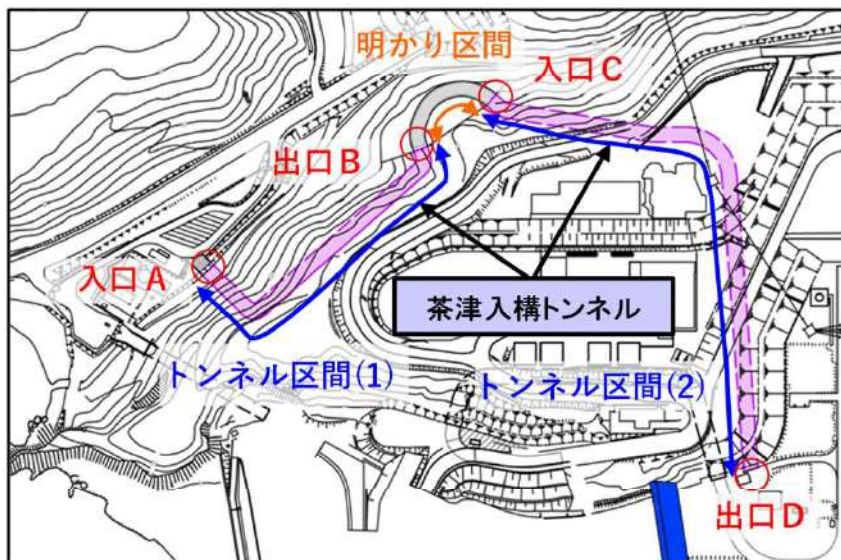 明かり区間
入口C
出口B
入口A
茶津入構トンネル
トンネル区間(1)
トンネル区間(2)
出口D